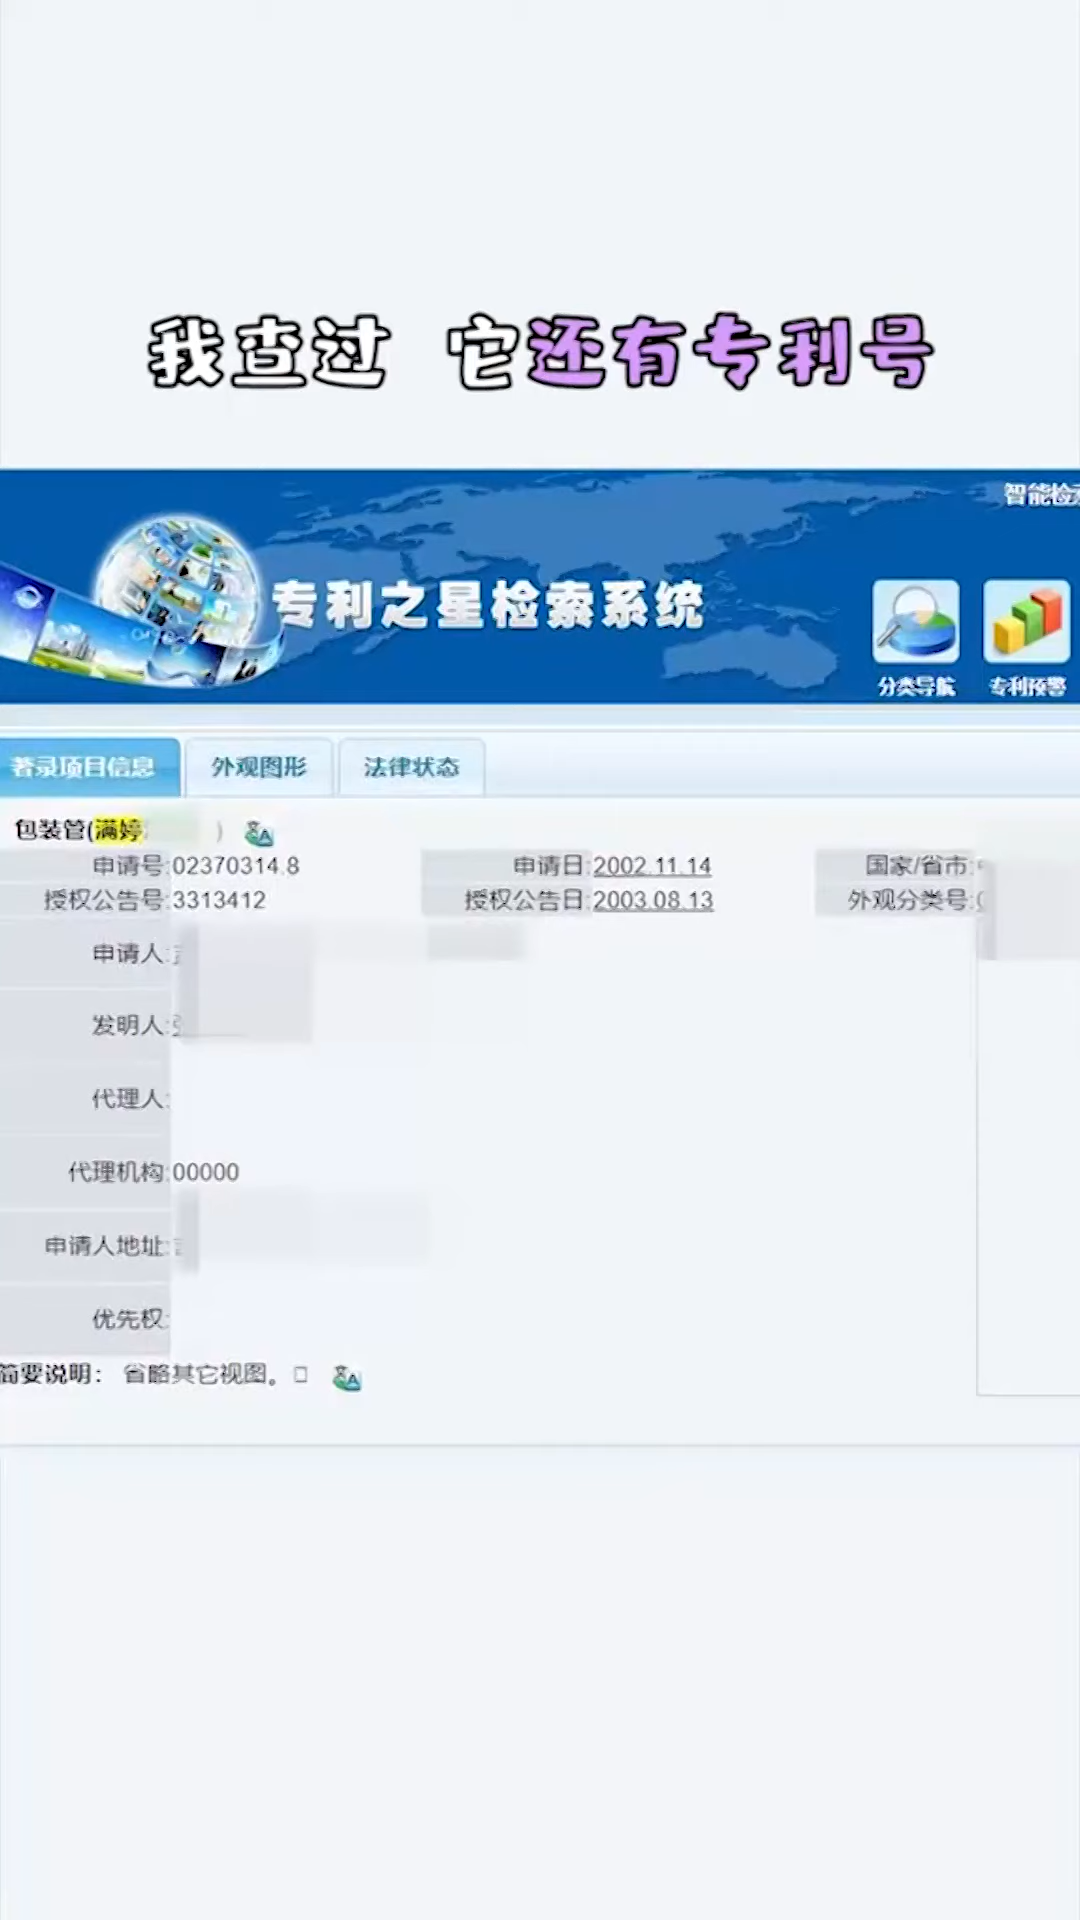 我查过 它还有专利号
智能检
专利之星检索系统
分类导航 专利预警
著录项目信息 外观图形 法律状态
包装管(满婷 )
申请号:02370314.8 申请日:2002.11.14 国家/省市:
授权公告号:3313412 授权公告日:2003.08.13 外观分类号:
申请人:
发明人:
代理人:
代理机构:00000
申请人地址:
优先权:
简要说明: 省略其它视图。